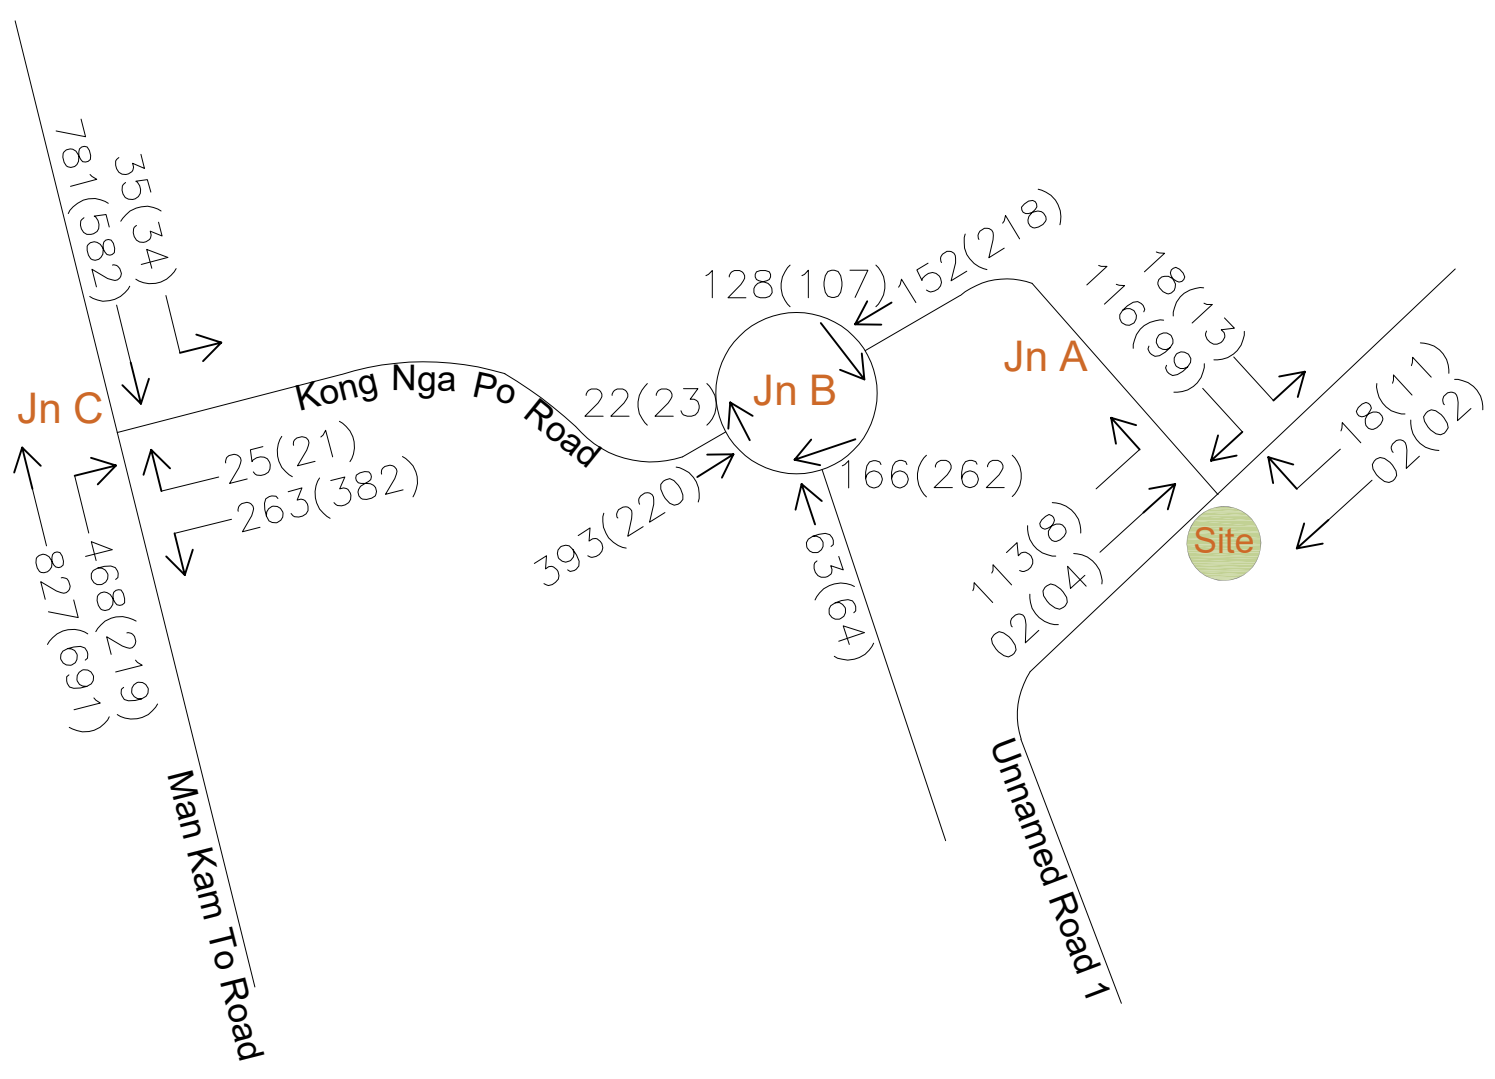 781(582)
35(34)
128(107)
152(218)
18(13)
116(99)
Jn A
Kong Nga Po Road
22(23)
Jn B
Jn C
18(11)
02(02)
25(21)
263(382)
393(220)
166(262)
63(64)
113(8)
02(04)
Site
468(219)
827(691)
Man Kam To Road
Unnamed Road 1